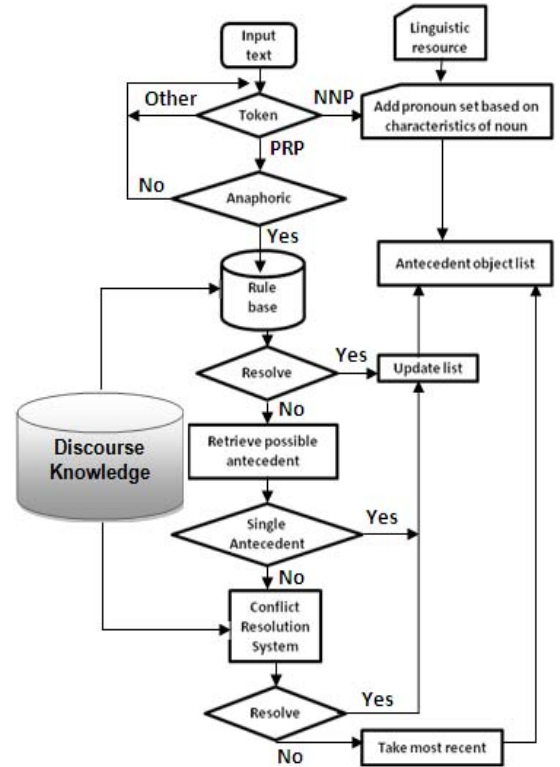 Input
text
Linguistic
resource
Other
Token
NNP
Add pronoun set based on
characteristics of noun
PRP
No
Anaphoric
Yes
Antecedent object list
Rule
base
Resolve
Yes
Update list
No
Discourse
Knowledge
Retrieve possible
antecedent
Single
Antecedent
Yes
No
Conflict
Resolution
System
Resolve
Yes
No
Take most recent